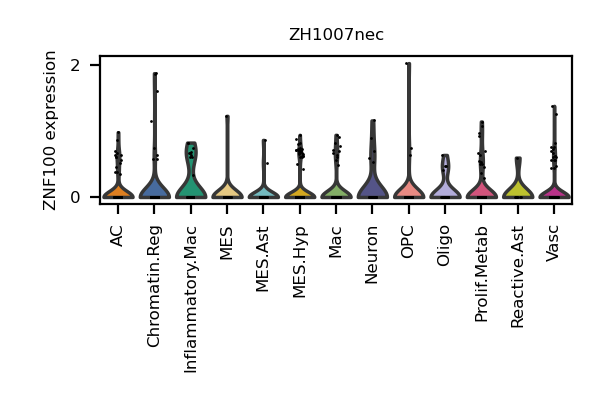 ZH1007nec
ZNF100 expression
2
0
AC
Chromatin.Reg
Inflammatory.Mac
MES
MES.Ast
MES.Hyp
Mac
Neuron
OPC
Oligo
Prolif.Metab
Reactive.Ast
Vasc